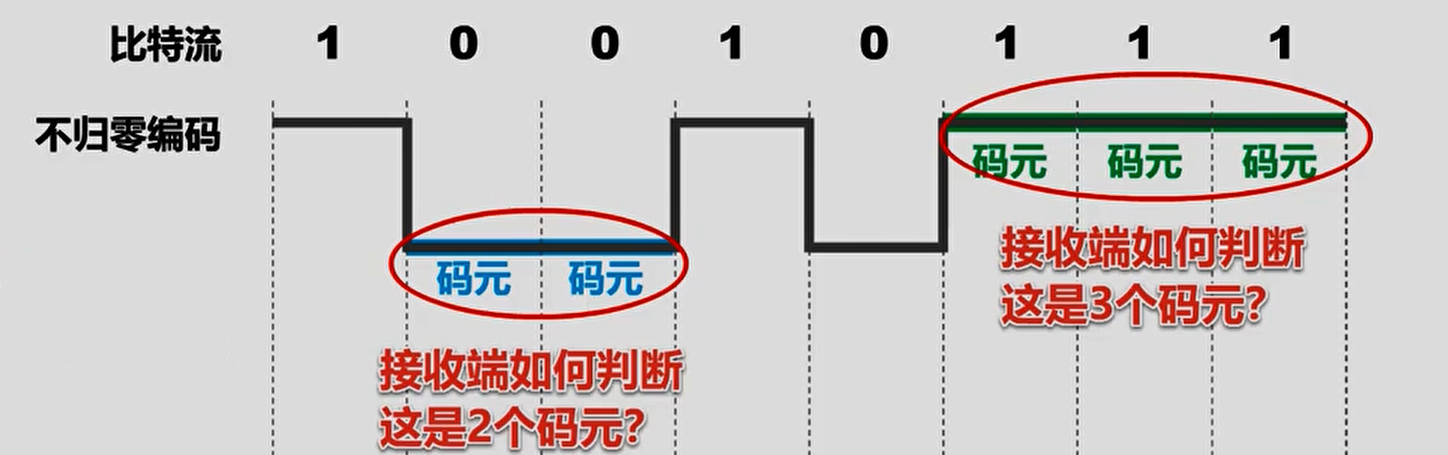 比特流 1 0 0 1 0 1 1 1
不归零编码
码元 码元 码元
码元 码元
接收端如何判断
这是3个码元?
接收端如何判断
这是2个码元?